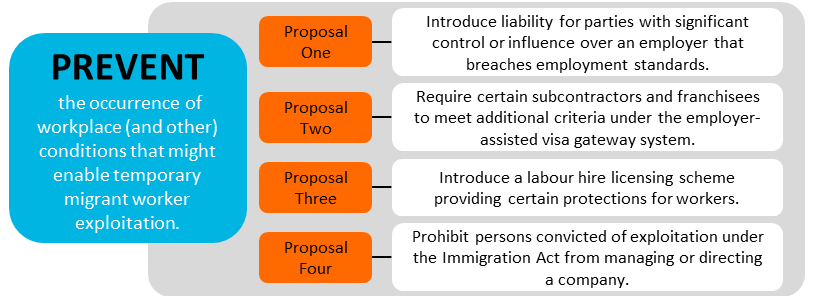 PREVENT
the occurrence of
workplace (and other)
conditions that might
enable temporary
migrant worker
exploitation.
Proposal
One
Introduce liability for parties with significant
control or influence over an employer that
breaches employment standards.
Proposal
Two
Require certain subcontractors and franchisees
to meet additional criteria under the employer-
assisted visa gateway system.
Proposal
Three
Introduce a labour hire licensing scheme
providing certain protections for workers.
Proposal
Four
Prohibit persons convicted of exploitation under
the Immigration Act from managing or directing
a company.